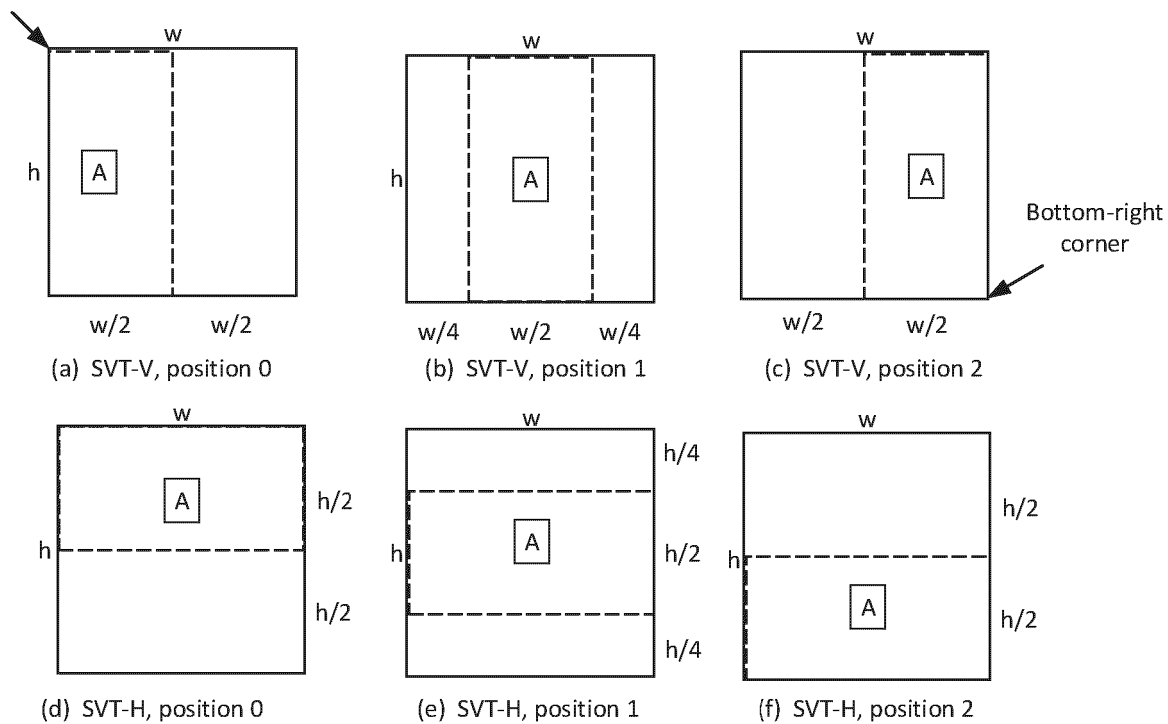 w
w
w
h
A
h
A
A
Bottom-right
corner
w/2
w/2
w/4
w/2
w/4
w/2
w/2
(a) SVT-V, position 0
(b) SVT-V, position 1
(c) SVT-V, position 2
w
w
w
h
A
h/2
h/2
h
A
h/4
h/2
h/4
h
A
h/2
h/2
(d) SVT-H, position 0
(e) SVT-H, position 1
(f) SVT-H, position 2